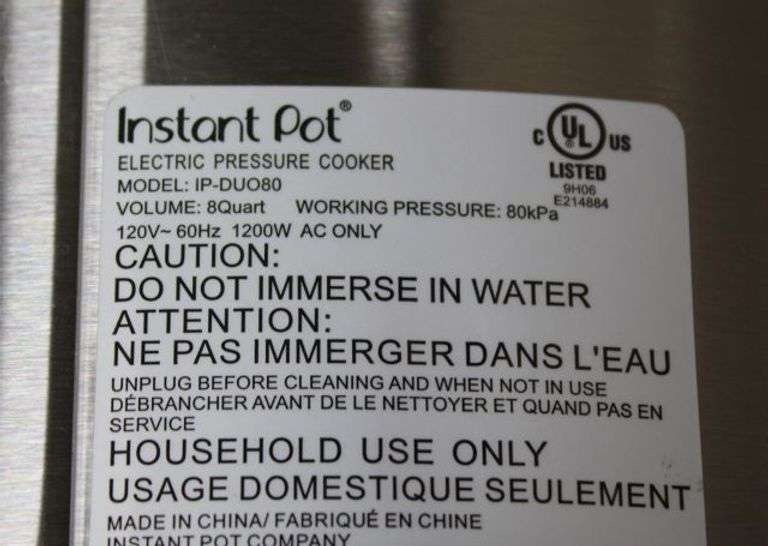 Instant Pot®
ELECTRIC PRESSURE COOKER
MODEL: IP-DUO80
VOLUME: 8Quart WORKING PRESSURE: 80kPa
120V~ 60Hz 1200W AC ONLY
C UL® US
LISTED
9H06
E214884
CAUTION:
DO NOT IMMERSE IN WATER
ATTENTION:
NE PAS IMMERGER DANS L'EAU
UNPLUG BEFORE CLEANING AND WHEN NOT IN USE
DÉBRANCHER AVANT DE LE NETTOYER ET QUAND PAS EN
SERVICE
HOUSEHOLD USE ONLY
USAGE DOMESTIQUE SEULEMENT
MADE IN CHINA/ FABRIQUÉ EN CHINE
INSTANT POT COMPANY